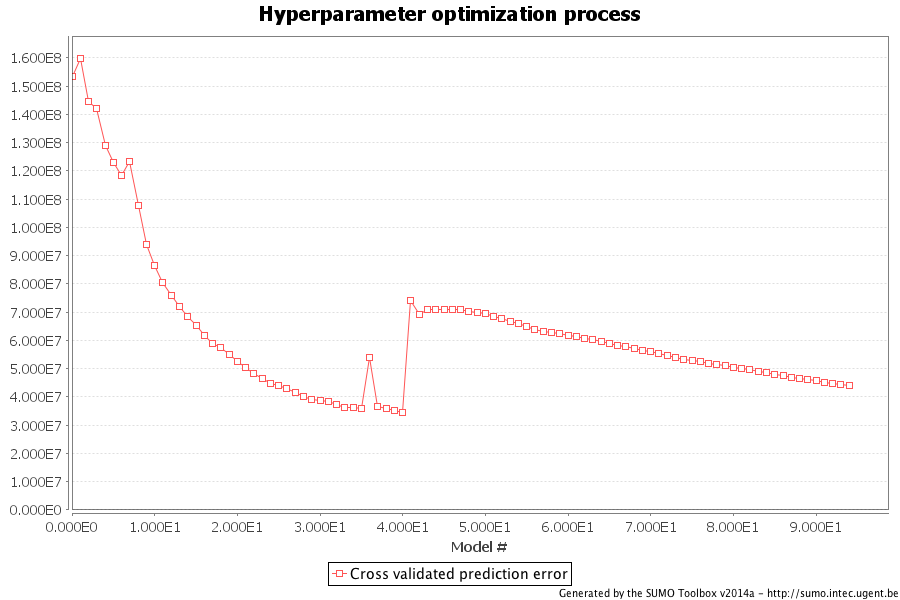 Hyperparameter optimization process
1.600E8
1.500E8
1.400E8
1.300E8
1.200E8
1.100E8
1.000E8
9.000E7
8.000E7
7.000E7
6.000E7
5.000E7
4.000E7
3.000E7
2.000E7
1.000E7
0.000E0
0.000E0 1.000E1 2.000E1 3.000E1 4.000E1 5.000E1 6.000E1 7.000E1 8.000E1 9.000E1
Model #
Cross validated prediction error
Generated by the SUMO Toolbox v2014a - http://sumo.intec.ugent.be